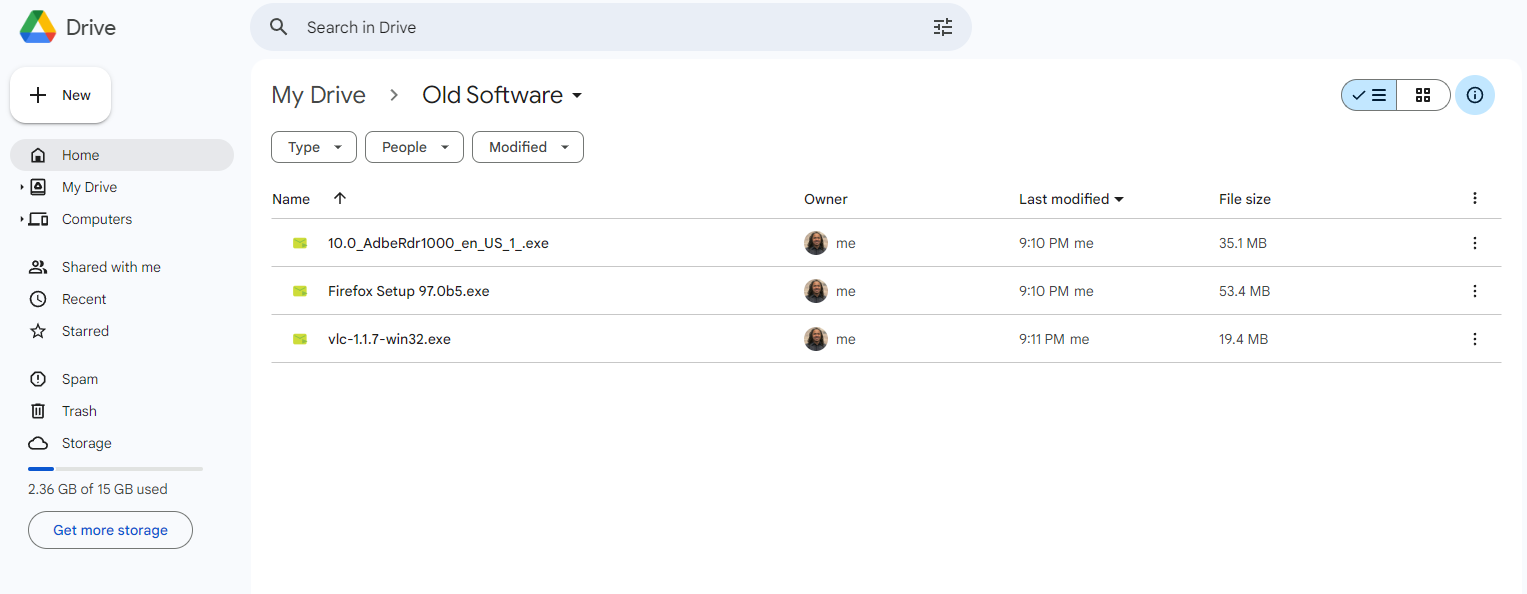 Drive
Search in Drive
New
Home
My Drive
Computers
Shared with me
Recent
Starred
Spam
Trash
Storage
2.36 GB of 15 GB used
Get more storage
My Drive > Old Software
Type People Modified
Name Owner Last modified File size
10.0_AdbeRdr1000_en_US_1_.exe me 9:10 PM me 35.1 MB
Firefox Setup 97.0b5.exe me 9:10 PM me 53.4 MB
vlc-1.1.7-win32.exe me 9:11 PM me 19.4 MB